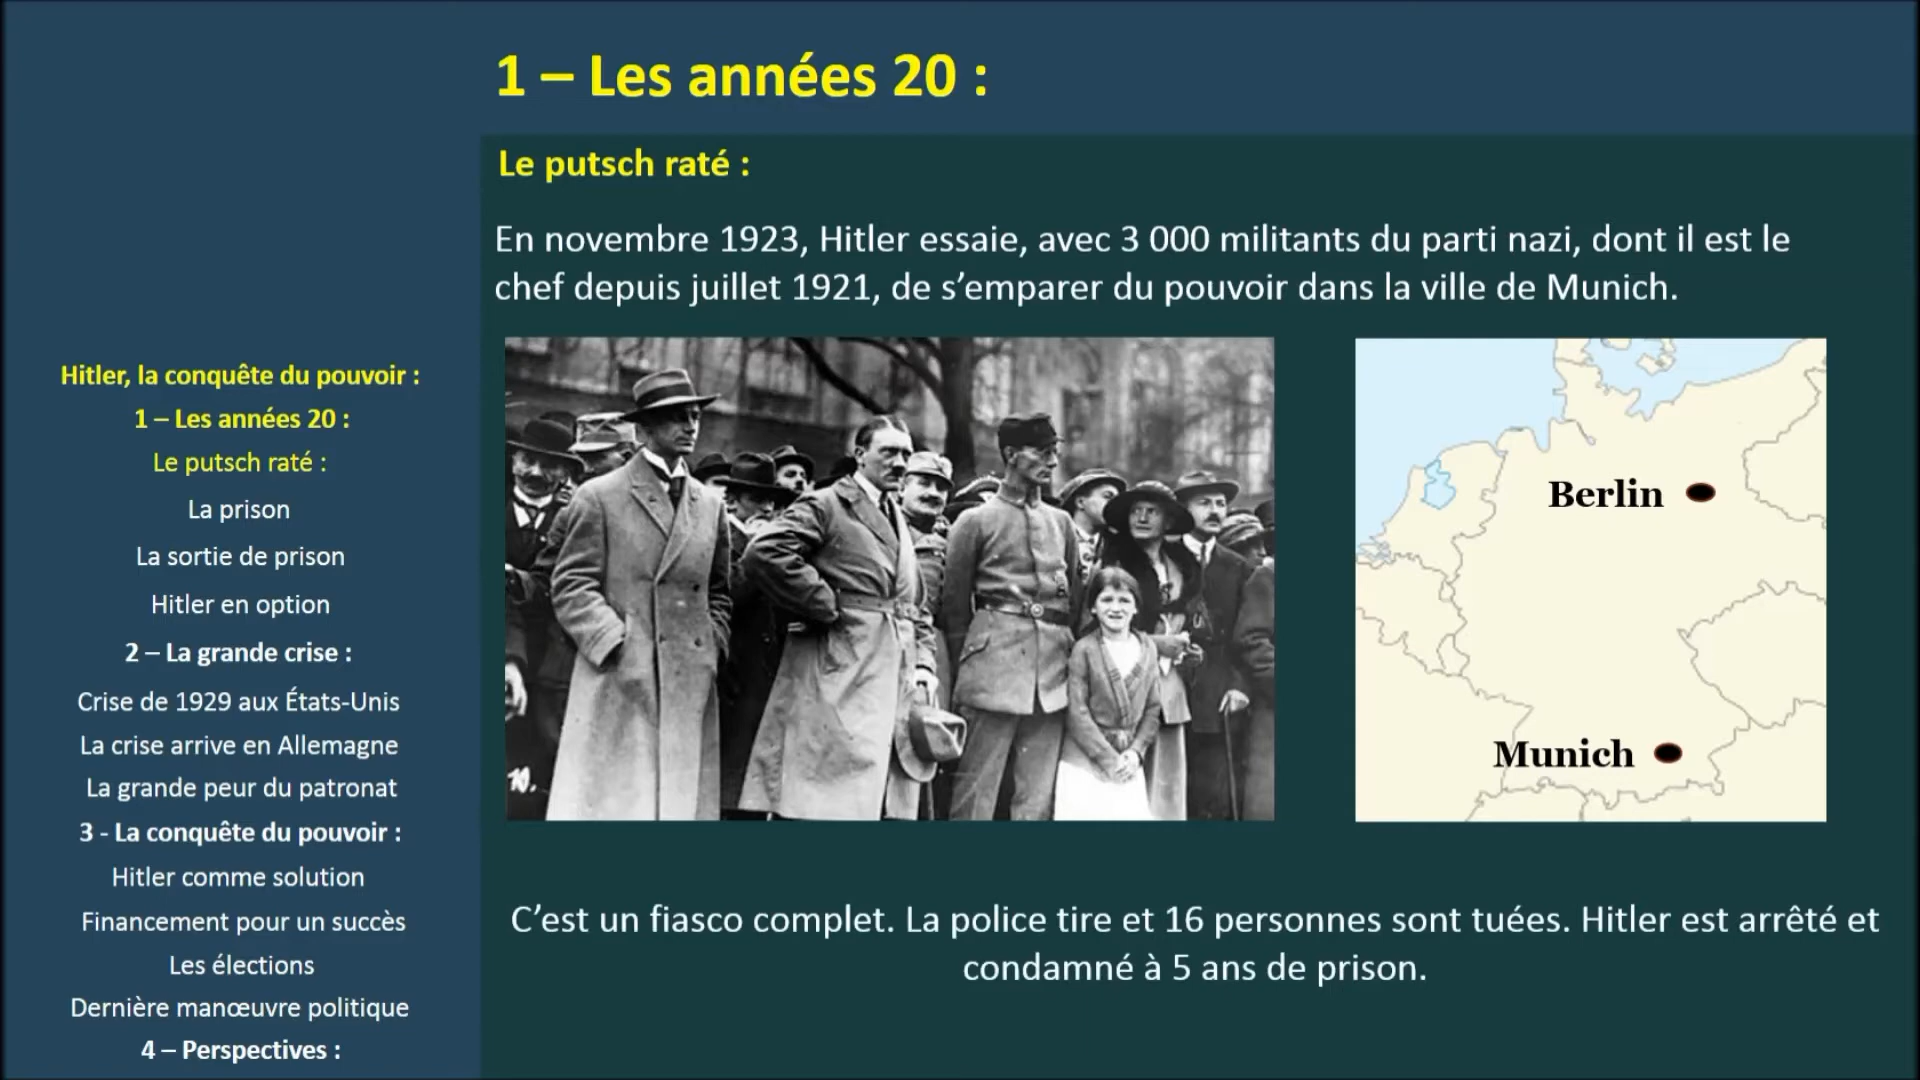 1 – Les années 20 :
Le putsch raté :
En novembre 1923, Hitler essaie, avec 3 000 militants du parti nazi, dont il est le
chef depuis juillet 1921, de s’emparer du pouvoir dans la ville de Munich.
Berlin
Munich
C’est un fiasco complet. La police tire et 16 personnes sont tuées. Hitler est arrêté et
condamné à 5 ans de prison.
Hitler, la conquête du pouvoir :
1 – Les années 20 :
Le putsch raté :
La prison
La sortie de prison
Hitler en option
2 – La grande crise :
Crise de 1929 aux États-Unis
La crise arrive en Allemagne
La grande peur du patronat
3 - La conquête du pouvoir :
Hitler comme solution
Financement pour un succès
Les élections
Dernière manœuvre politique
4 – Perspectives :